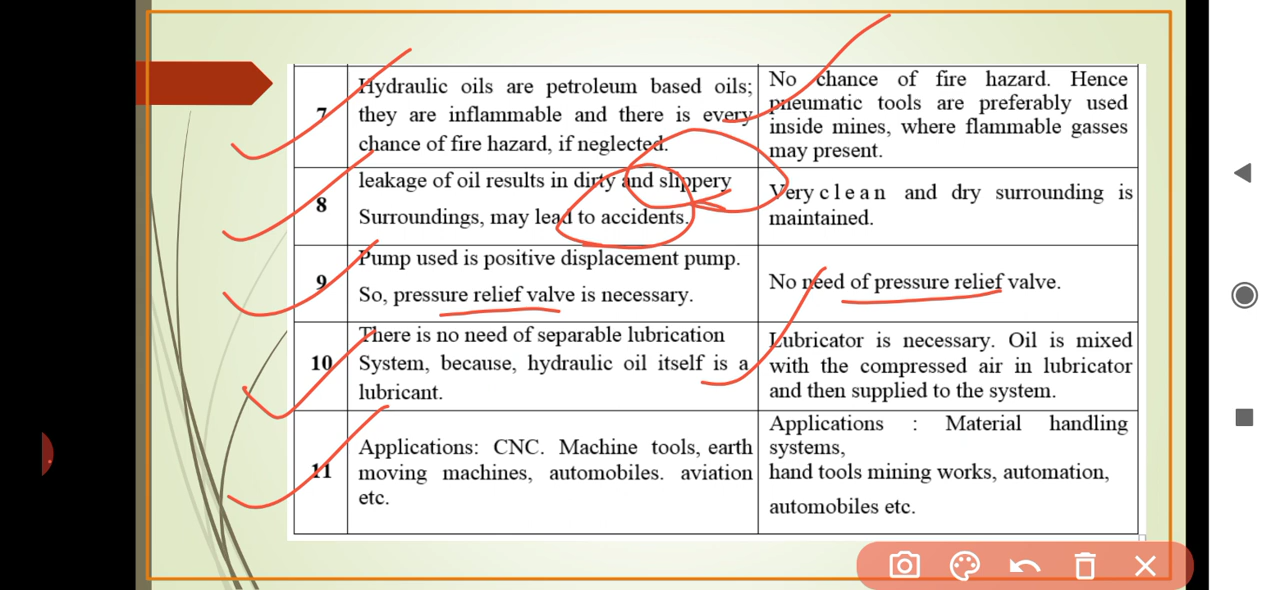 7
Hydraulic oils are petroleum based oils;
they are inflammable and there is every
chance of fire hazard, if neglected.
No chance of fire hazard. Hence
pneumatic tools are preferably used
inside mines, where flammable gasses
may present.
8
leakage of oil results in dirty and slippery
Surroundings, may lead to accidents.
Very c l e a n and dry surrounding is
maintained.
9
Pump used is positive displacement pump.
So, pressure relief valve is necessary.
No need of pressure relief valve.
10
There is no need of separable lubrication
System, because, hydraulic oil itself is a
lubricant.
Lubricator is necessary. Oil is mixed
with the compressed air in lubricator
and then supplied to the system.
11
Applications: CNC. Machine tools, earth
moving machines, automobiles. aviation
etc.
Applications : Material handling
systems,
hand tools mining works, automation,
automobiles etc.